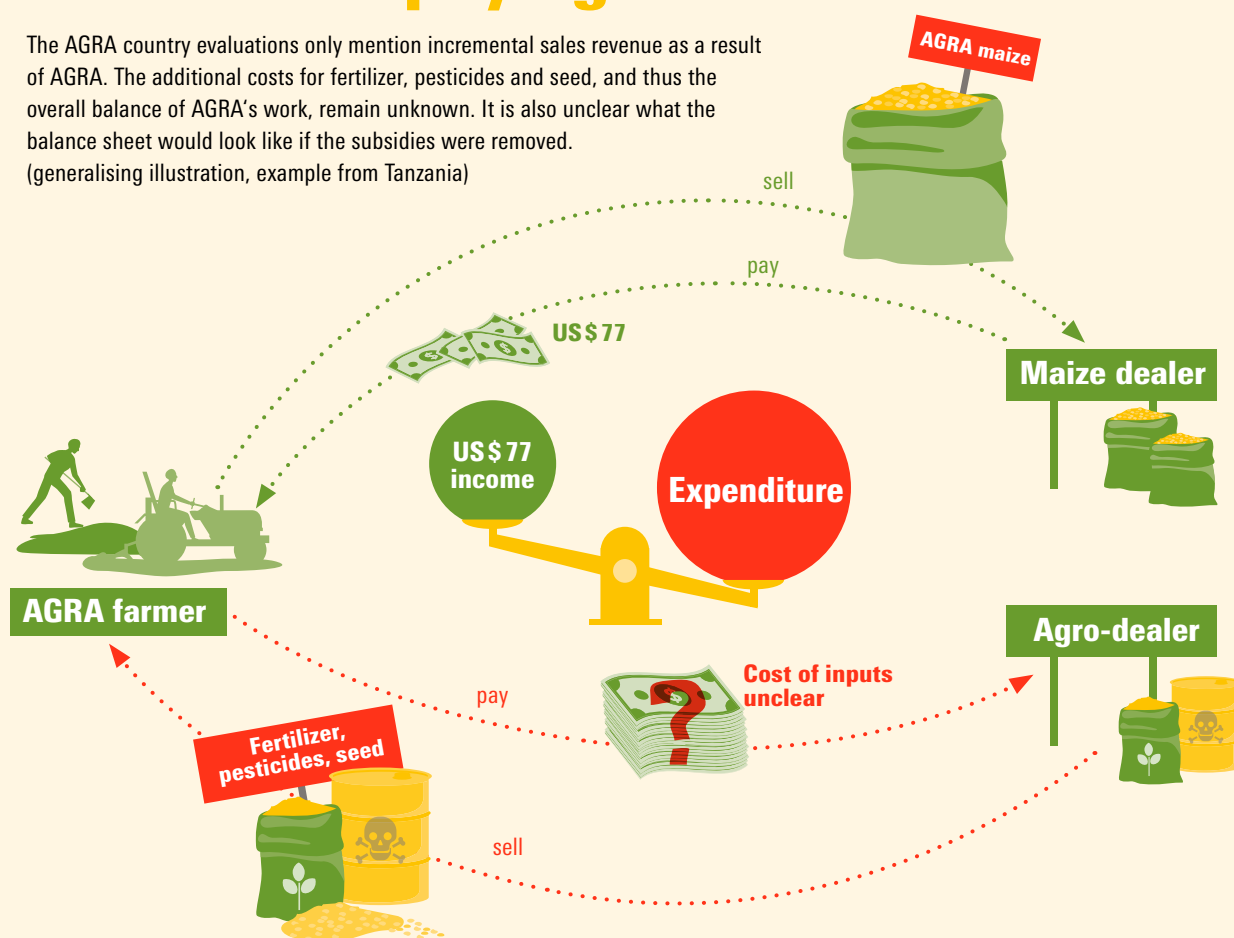 The AGRA country evaluations only mention incremental sales revenue as a result
of AGRA. The additional costs for fertilizer, pesticides and seed, and thus the
overall balance of AGRA‘s work, remain unknown. It is also unclear what the
balance sheet would look like if the subsidies were removed.
(generalising illustration, example from Tanzania)
AGRA maize
sell
pay
US$ 77
Maize dealer
US$ 77
income
Expenditure
AGRA farmer
Agro-dealer
Cost of inputs
unclear
pay
Fertilizer,
pesticides, seed
sell